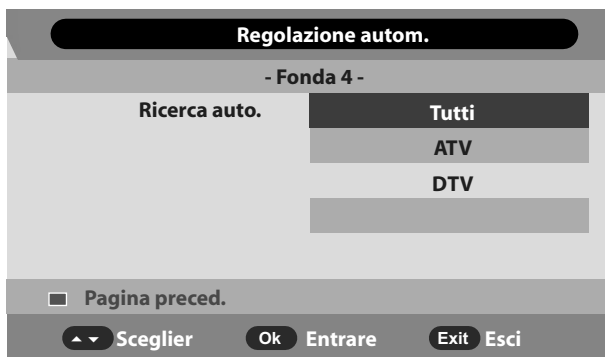 Regolazione autom.
- Fonda 4 -
Ricerca auto. Tutti
ATV
DTV
Pagina preced.
Sceglier Ok Entrare Exit Esci